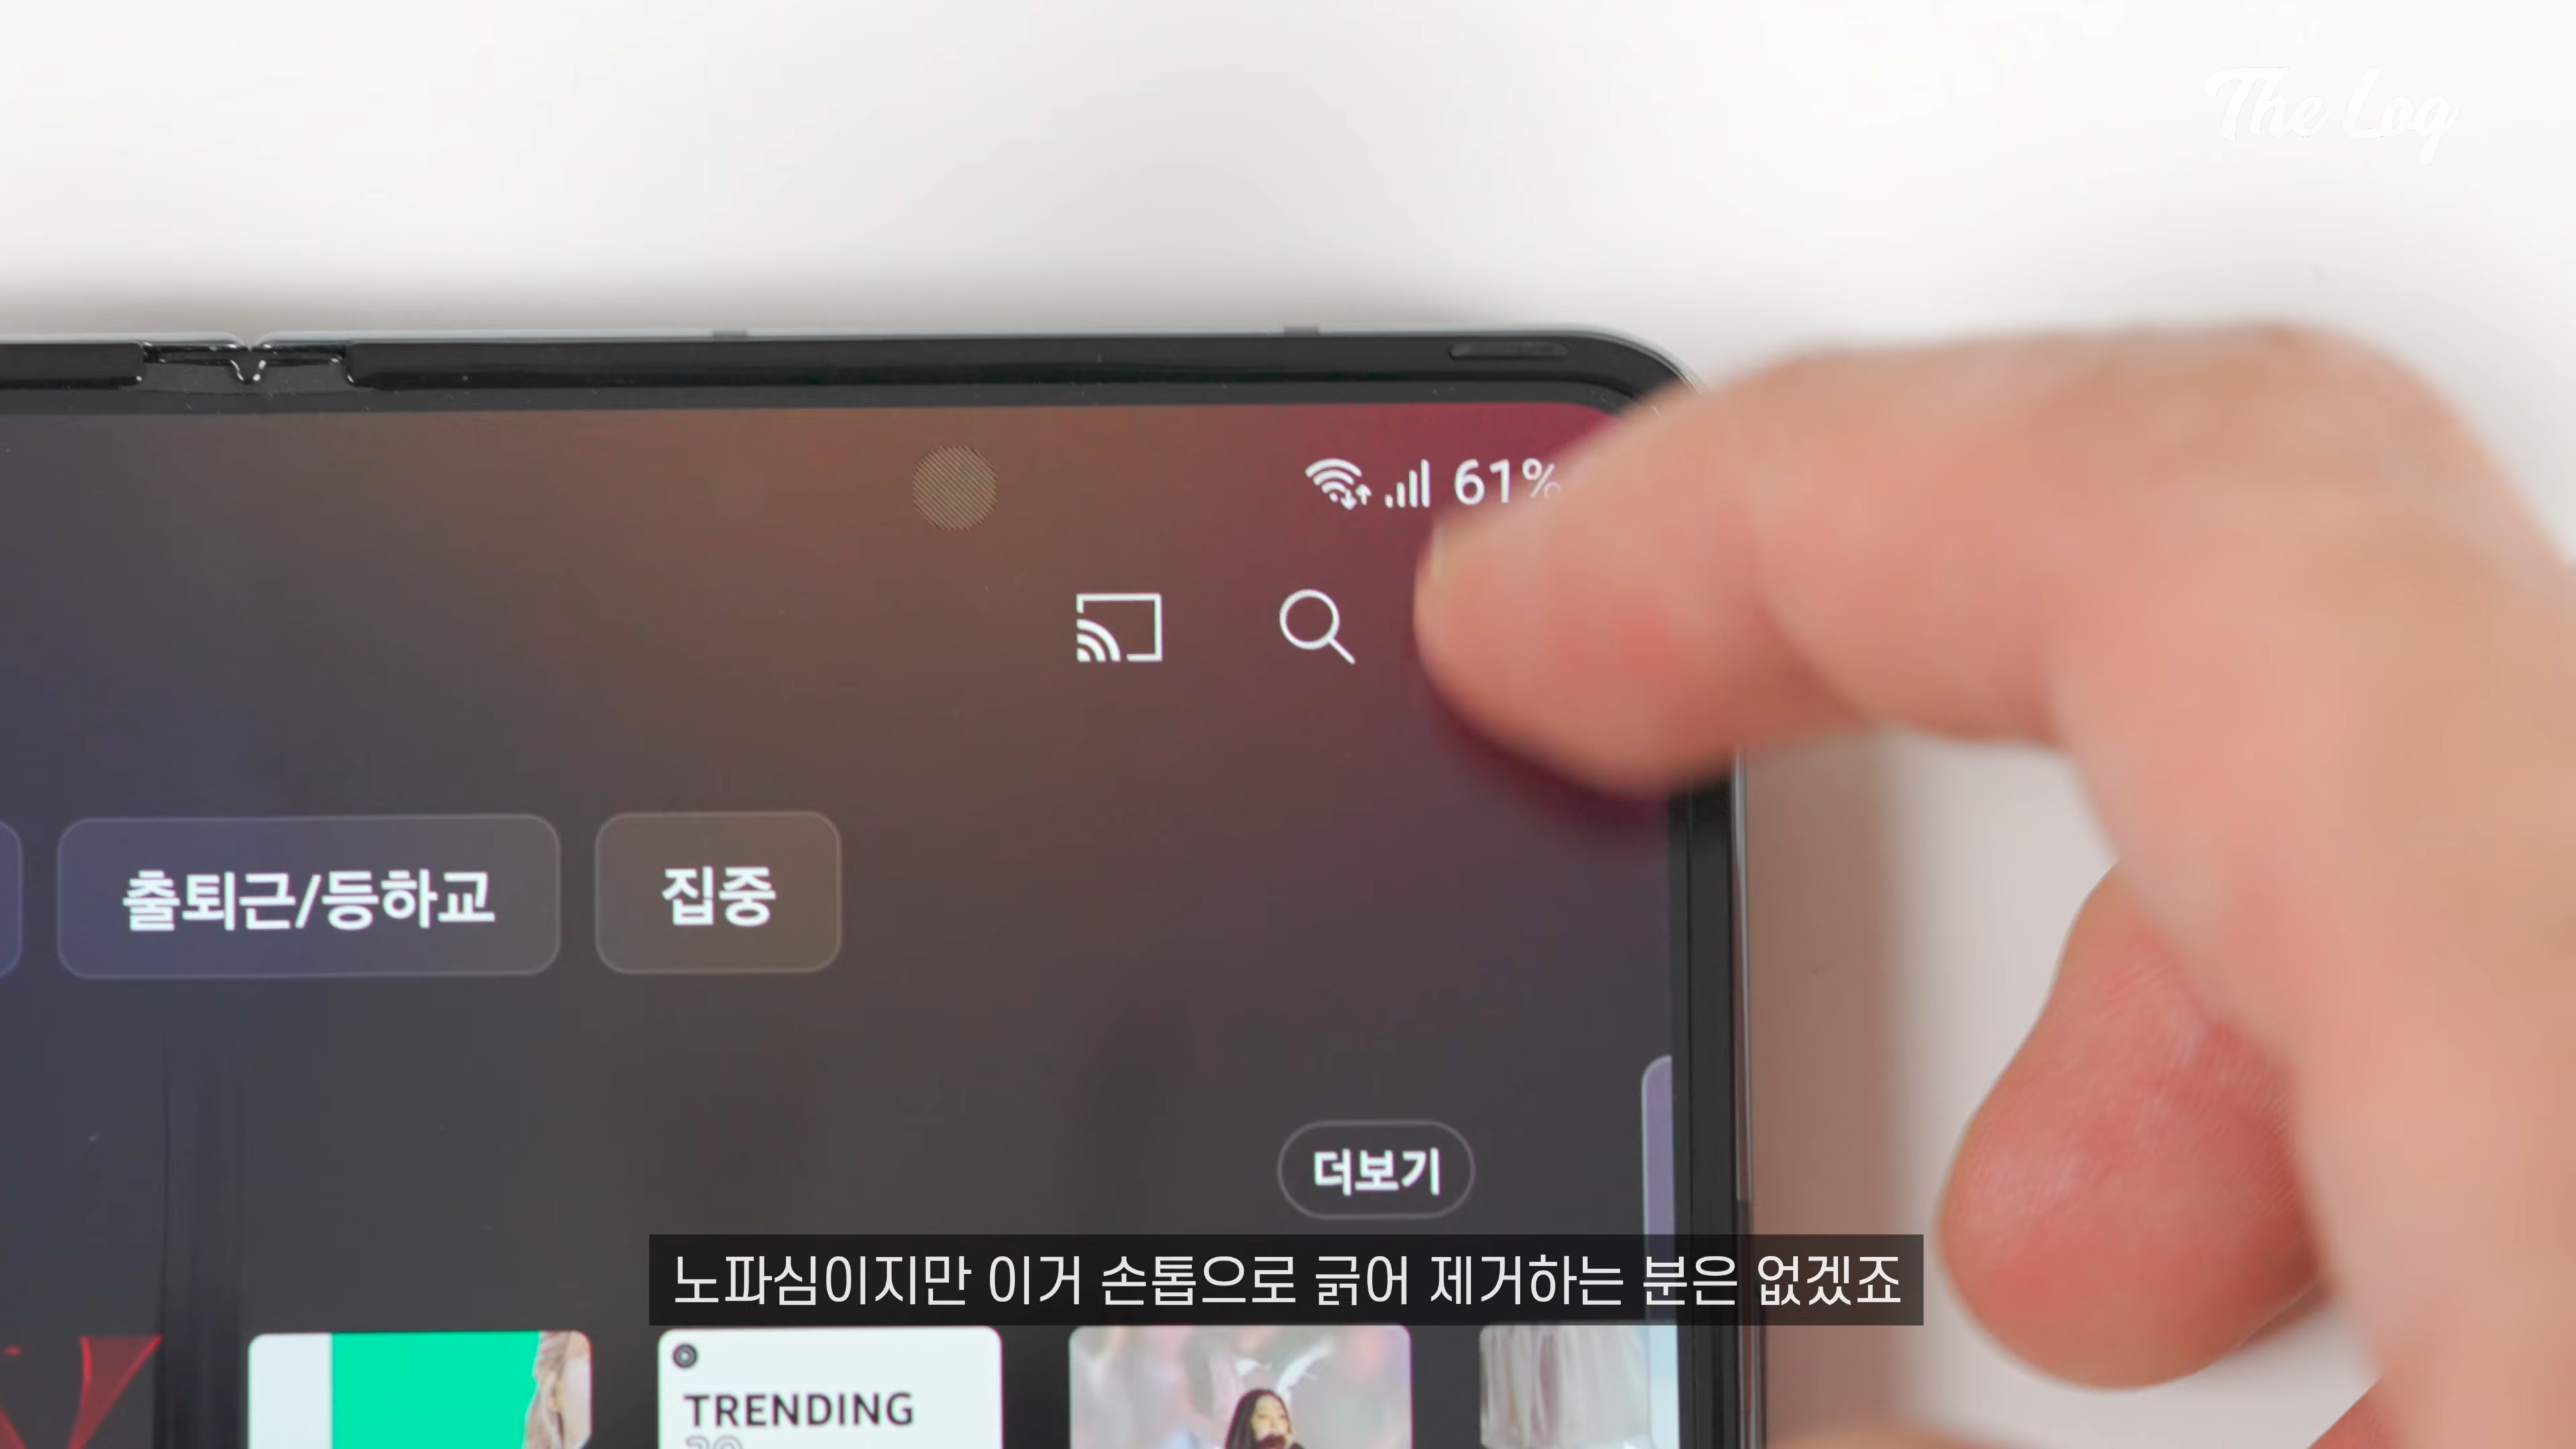 The Log
61%
출퇴근/등하교
집중
더보기
노파심이지만 이거 손톱으로 긁어 제거하는 분은 없겠죠
TRENDING